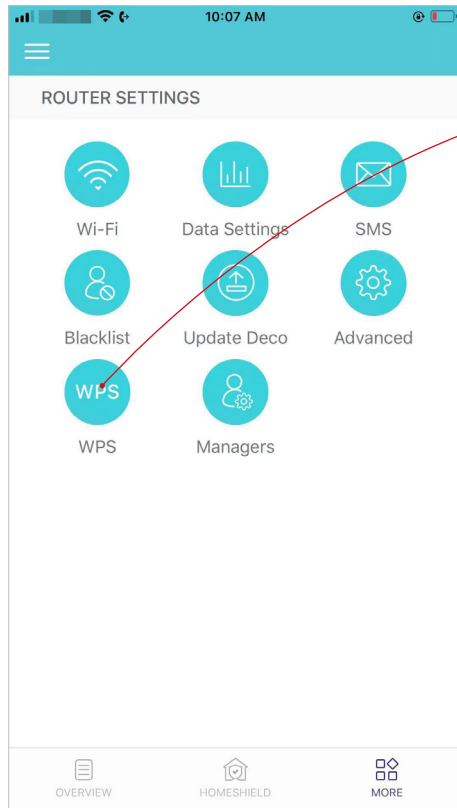 10:07 AM
ROUTER SETTINGS
Wi-Fi Data Settings SMS
Blacklist Update Deco Advanced
WPS
WPS Managers
OVERVIEW HOMESHIELD MORE